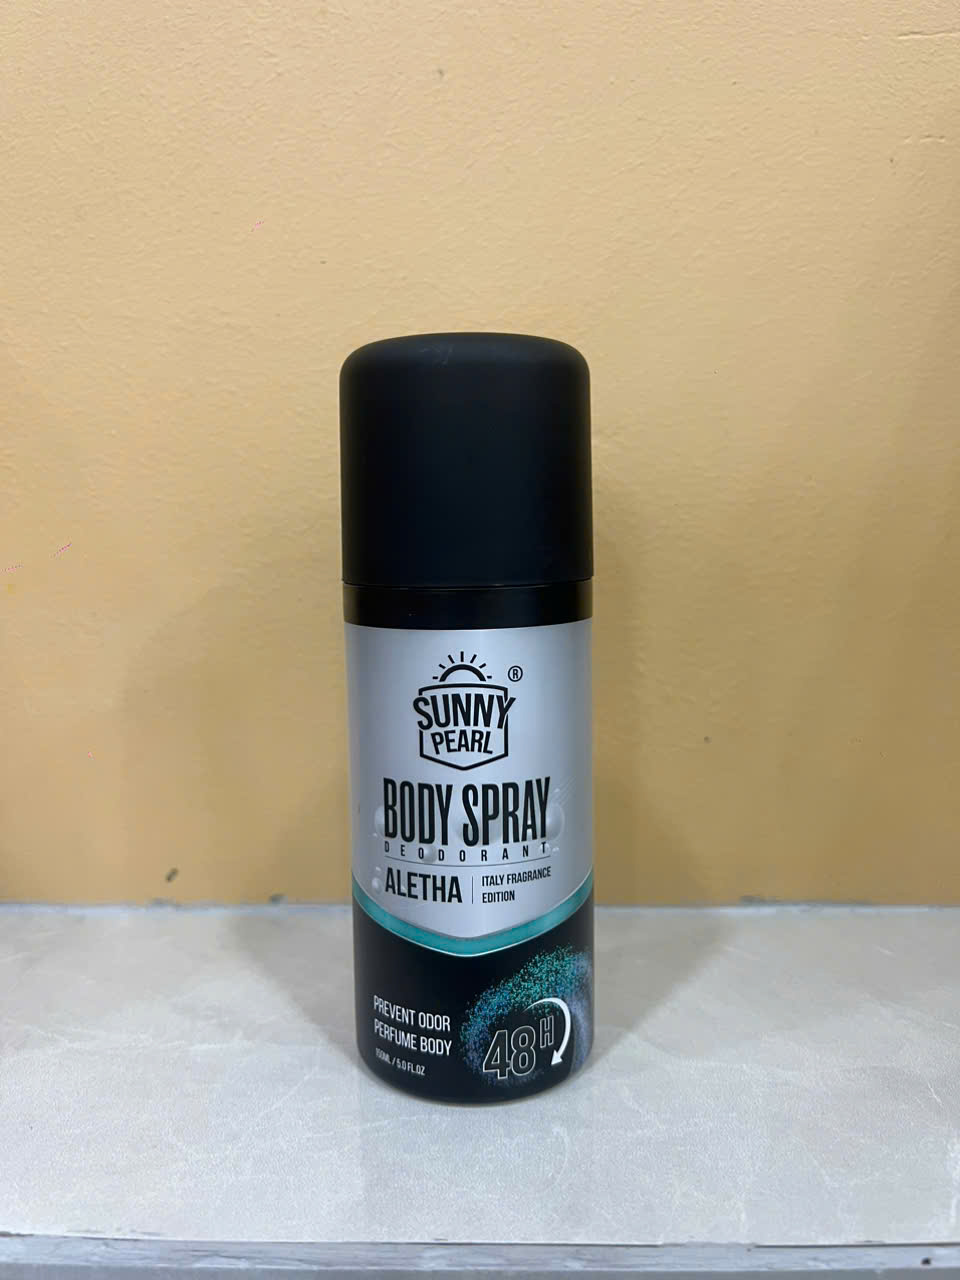 ®
SUNNY
PEARL
BODY SPRAY
DEODORANT
ALETHA
ITALY FRAGRANCE
EDITION
PREVENT ODOR
PERFUME BODY
150ML / 5.0 FL.OZ
48H